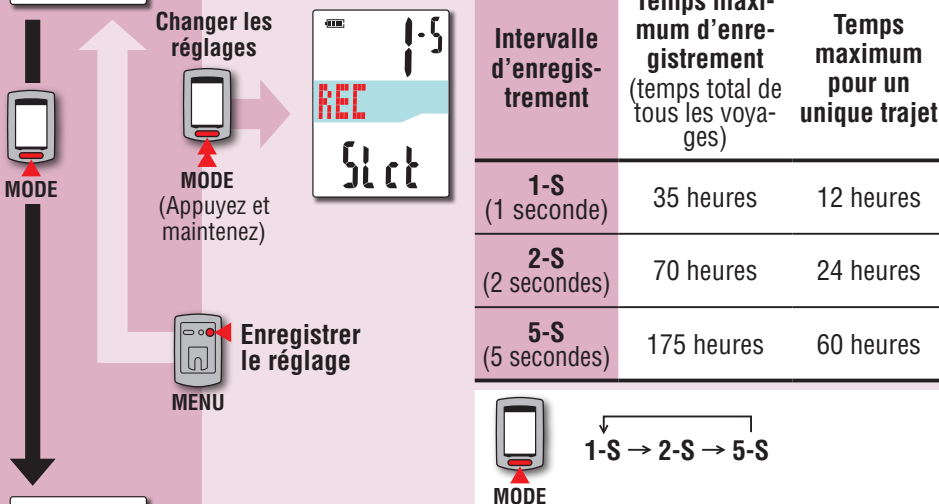 Changer les
réglages
MODE
MODE
(Appuyez et
maintenez)
1-S
REC
SLct
Enregistrer
le réglage
MENU
Intervalle
d'enregis-
trement
Temps maxi-
mum d'enre-
gistrement
(temps total de
tous les voya-
ges)
Temps
maximum
pour un
unique trajet
1-S
(1 seconde)
35 heures
12 heures
2-S
(2 secondes)
70 heures
24 heures
5-S
(5 secondes)
175 heures
60 heures
1-S → 2-S → 5-S
MODE